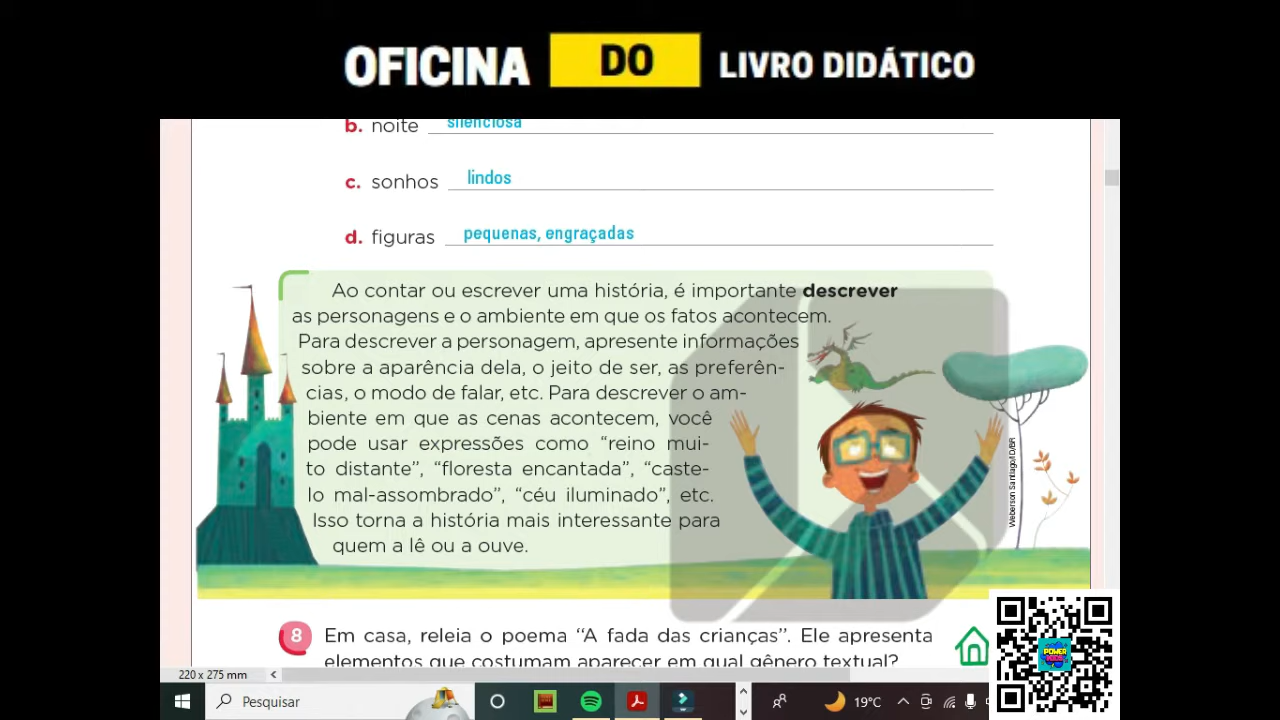 OFICINA DO LIVRO DIDÁTICO
b. noite silenciosa
c. sonhos lindos
d. figuras pequenas, engraçadas
Ao contar ou escrever uma história, é importante descrever
as personagens e o ambiente em que os fatos acontecem.
Para descrever a personagem, apresente informações
sobre a aparência dela, o jeito de ser, as preferên-
cias, o modo de falar, etc. Para descrever o am-
biente em que as cenas acontecem, você
pode usar expressões como “reino mui-
to distante”, “floresta encantada”, “caste-
lo mal-assombrado”, “céu iluminado”, etc.
Isso torna a história mais interessante para
quem a lê ou a ouve.
Weberson Santiago/ID/BR
8 Em casa, releia o poema “A fada das crianças”. Ele apresenta
elementos que costumam aparecer em qual gênero textual?
220 x 275 mm
Pesquisar
19°C
POWER